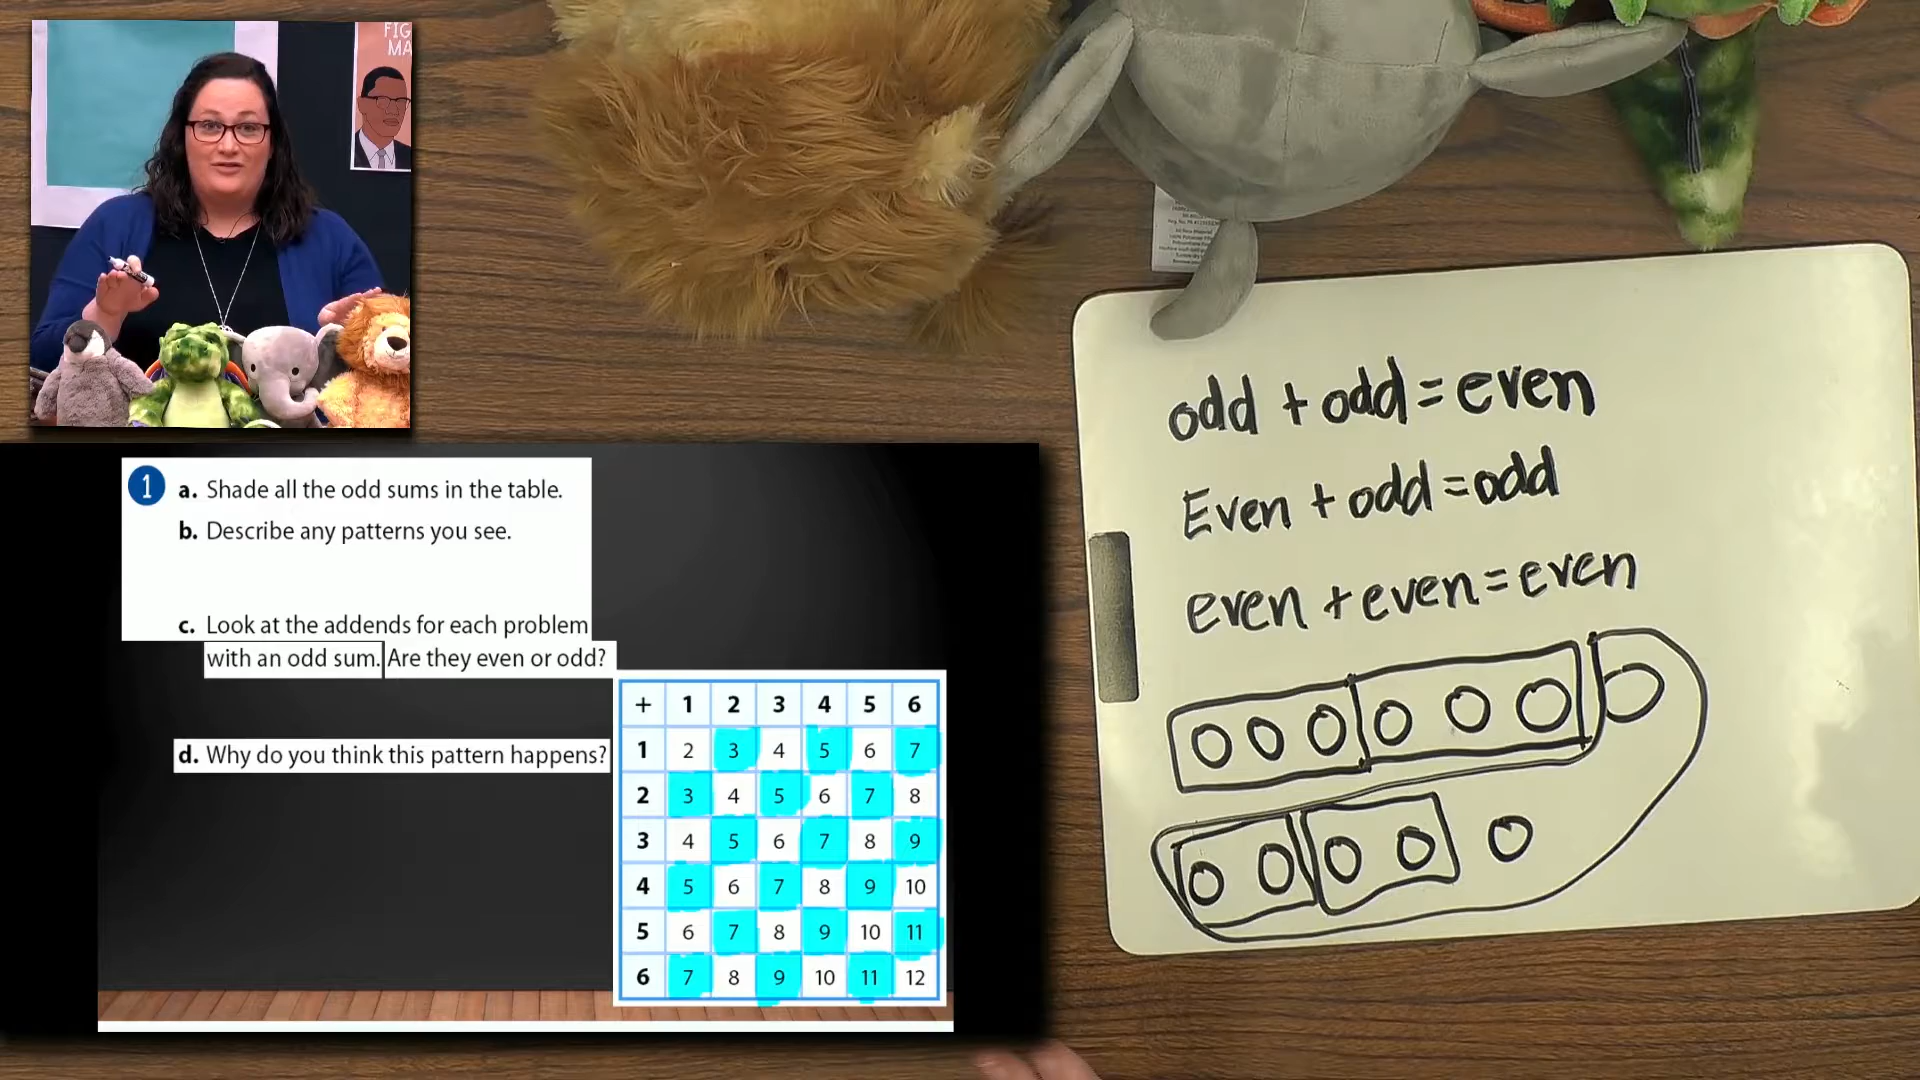 FIG
MA
1 a. Shade all the odd sums in the table.
b. Describe any patterns you see.
c. Look at the addends for each problem
with an odd sum. Are they even or odd?
d. Why do you think this pattern happens?
+ 1 2 3 4 5 6
1 2 3 4 5 6 7
2 3 4 5 6 7 8
3 4 5 6 7 8 9
4 5 6 7 8 9 10
5 6 7 8 9 10 11
6 7 8 9 10 11 12
odd + odd = even
Even + odd = odd
even + even = even